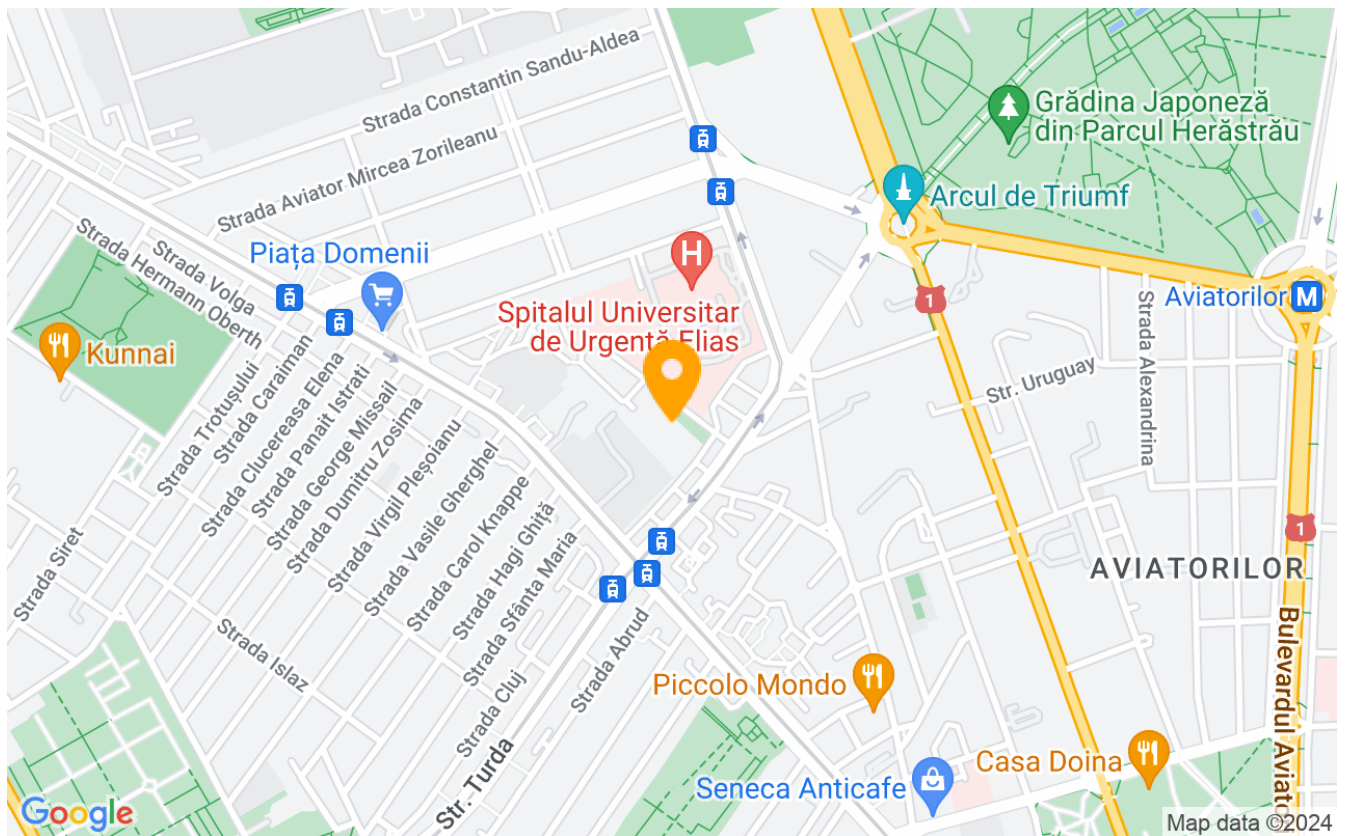 Strada Constantin Sandu-Aldea
Grădina Japoneză
din Parcul Herăstrău
Strada Aviator Mircea Zorileanu
Arcul de Triumf
Strada Hermann Oberth
Strada Volga
Piața Domenii
H
Spitalul Universitar
de Urgență Elias
1
Aviatorilor M
Strada Alexandrina
Kunnai
Str. Uruguay
Strada Trotușului
Strada Caraiman
Strada Clucereasa Elena
Strada Panait Istrati
Strada George Missail
Strada Dumitru Zosima
Strada Virgil Pleșoianu
Strada Vasile Gherghel
Strada Carol Knappe
Strada Hagi Ghiță
Strada Sfânta Maria
1
Strada Siret
AVIATORILOR
Strada Islaz
Strada Cluj
Strada Abrud
Piccolo Mondo
Bulevardul Aviato
Str. Turda
Casa Doina
Seneca Anticafe
Google
Map data ©2024